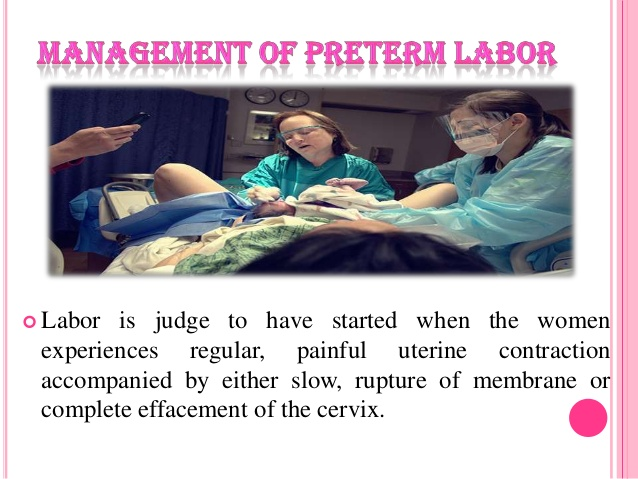 MANAGEMENT OF PRETERM LABOR
Labor is judge to have started when the women
experiences regular, painful uterine contraction
accompanied by either slow, rupture of membrane or
complete effacement of the cervix.